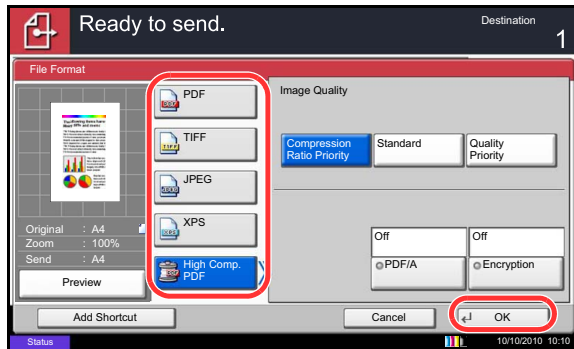 Ready to send.
Destination
1
File Format
PDF
TIFF
JPEG
XPS
High Comp.
PDF
Original : A4
Zoom : 100%
Send : A4
Preview
Image Quality
Compression
Ratio Priority
Standard
Quality
Priority
Off
PDF/A
Off
Encryption
Add Shortcut
Cancel
OK
Status
10/10/2010 10:10